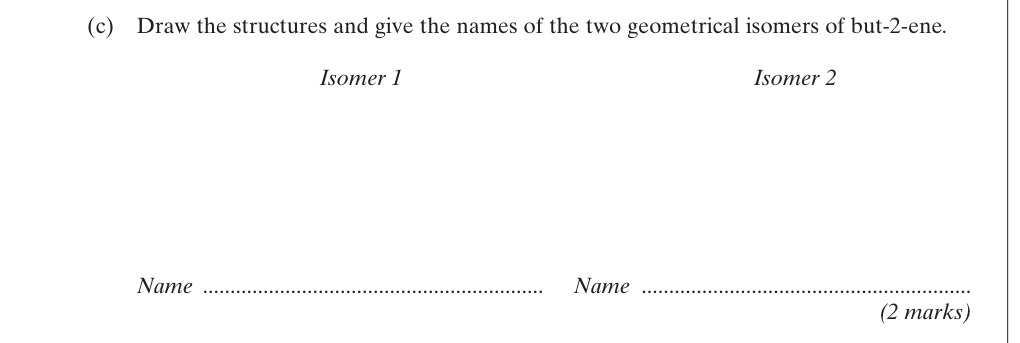 (c) Draw the structures and give the names of the two geometrical isomers of but-2-ene.
Isomer 1 Isomer 2
Name ............................................................. Name ...........................................................
(2 marks)